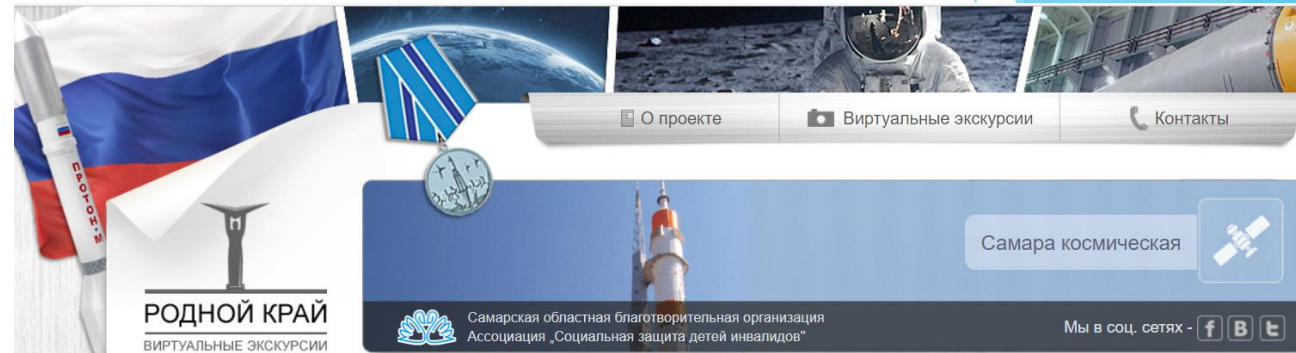 О проекте
Виртуальные экскурсии
Контакты
ПРОТОН-М
Самара космическая
РОДНОЙ КРАЙ
ВИРТУАЛЬНЫЕ ЭКСКУРСИИ
Самарская областная благотворительная организация
Ассоциация „Социальная защита детей инвалидов"
Мы в соц. сетях - f B t